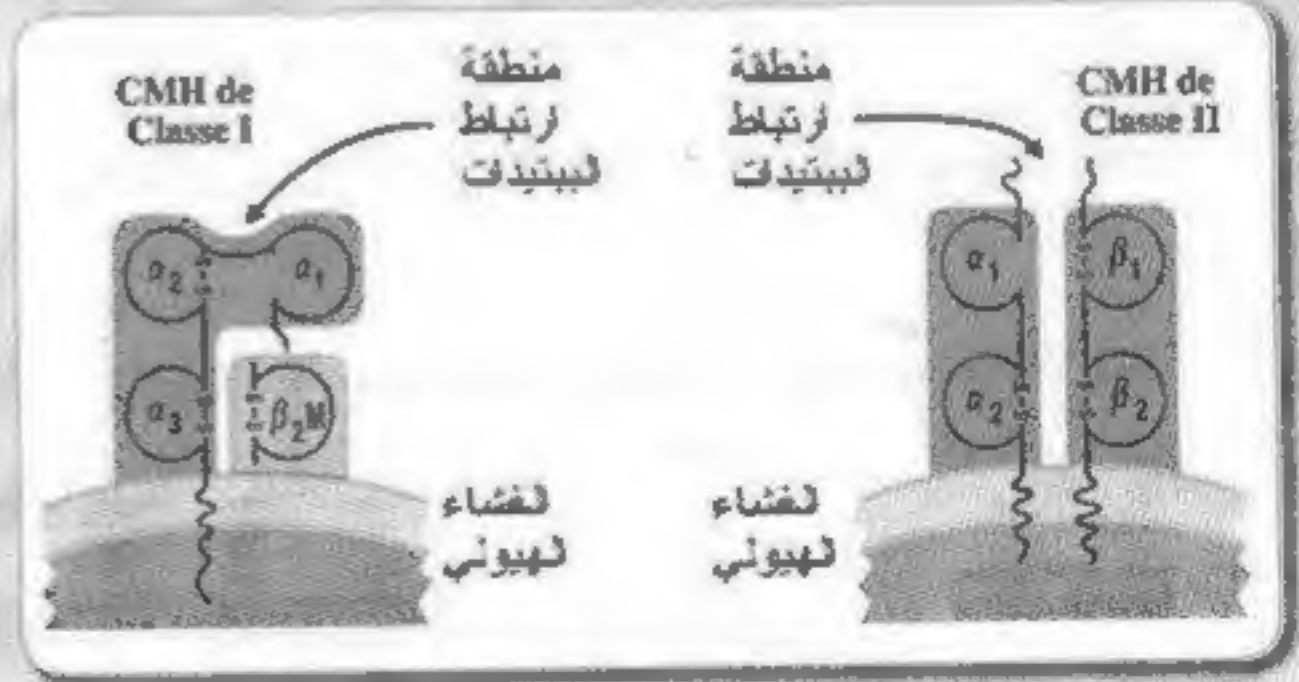 CMH de
Classe I
منطقة
ارتباط
الببتيدات
منطقة
ارتباط
الببتيدات
CMH de
Classe II
α2
α1
α3
β2M
α1
β1
α2
β2
الغشاء
الهيولي
الغشاء
الهيولي